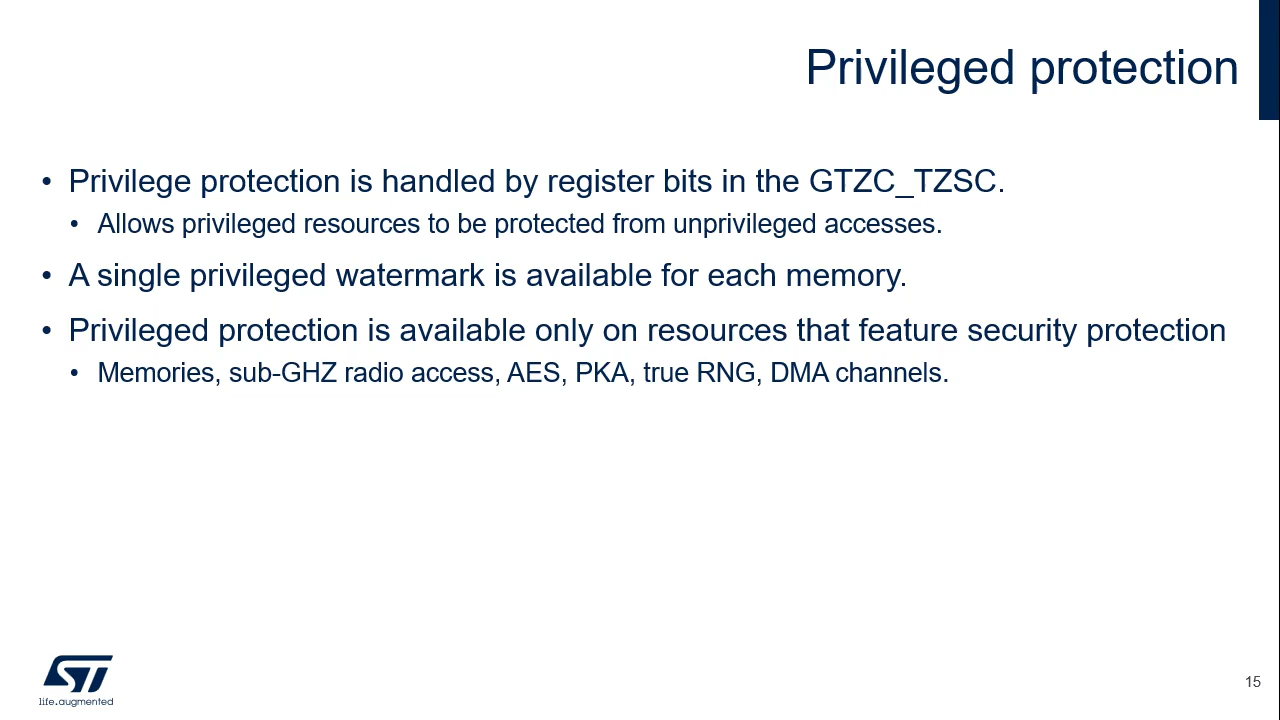 Privileged protection
• Privilege protection is handled by register bits in the GTZC_TZSC.
• Allows privileged resources to be protected from unprivileged accesses.
• A single privileged watermark is available for each memory.
• Privileged protection is available only on resources that feature security protection
• Memories, sub-GHZ radio access, AES, PKA, true RNG, DMA channels.
ST
life.augmented
15